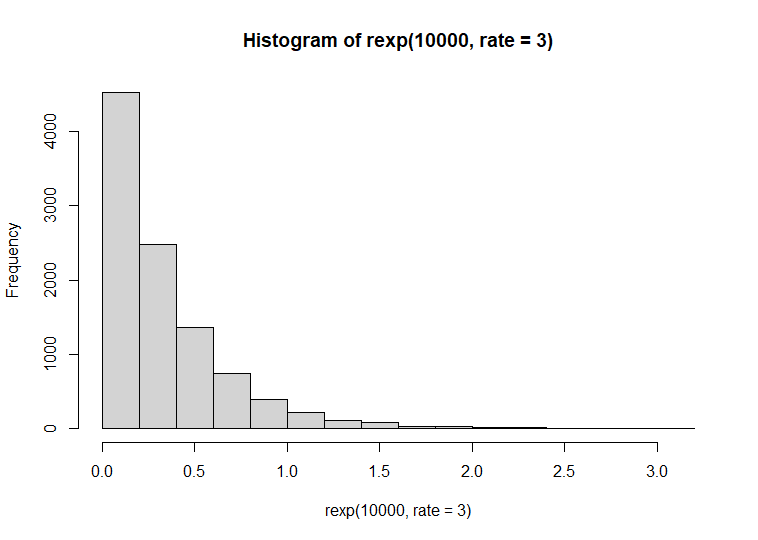 Histogram of rexp(10000, rate = 3)
Frequency
4000
3000
2000
1000
0
0.0 0.5 1.0 1.5 2.0 2.5 3.0
rexp(10000, rate = 3)